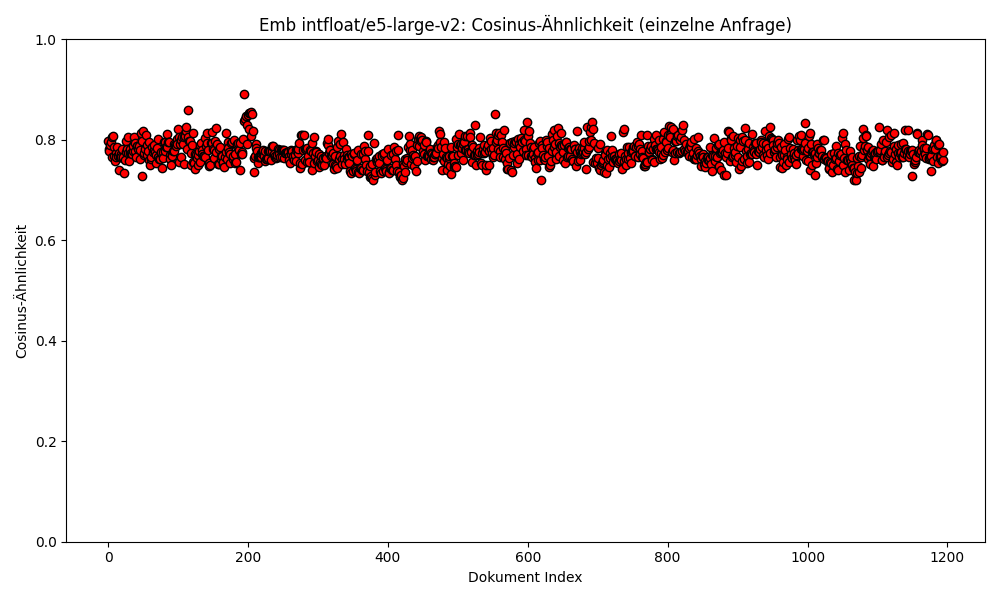 Emb intfloat/e5-large-v2: Cosinus-Ähnlichkeit (einzelne Anfrage)
1.0
0.8
0.6
0.4
0.2
0.0
Cosinus-Ähnlichkeit
0 200 400 600 800 1000 1200
Dokument Index